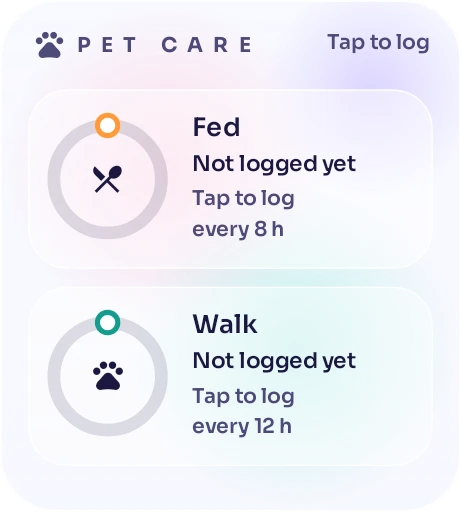 PET CARE
Tap to log
Fed
Not logged yet
Tap to log
every 8 h
Walk
Not logged yet
Tap to log
every 12 h